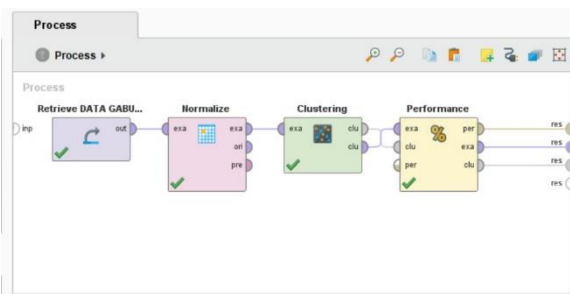 Process
Process
Process
Retrieve DATA GABU... Normalize Clustering Performance
inp out exa exa exa clu exa per res
ori clu clu exa res
pre per clu res
res